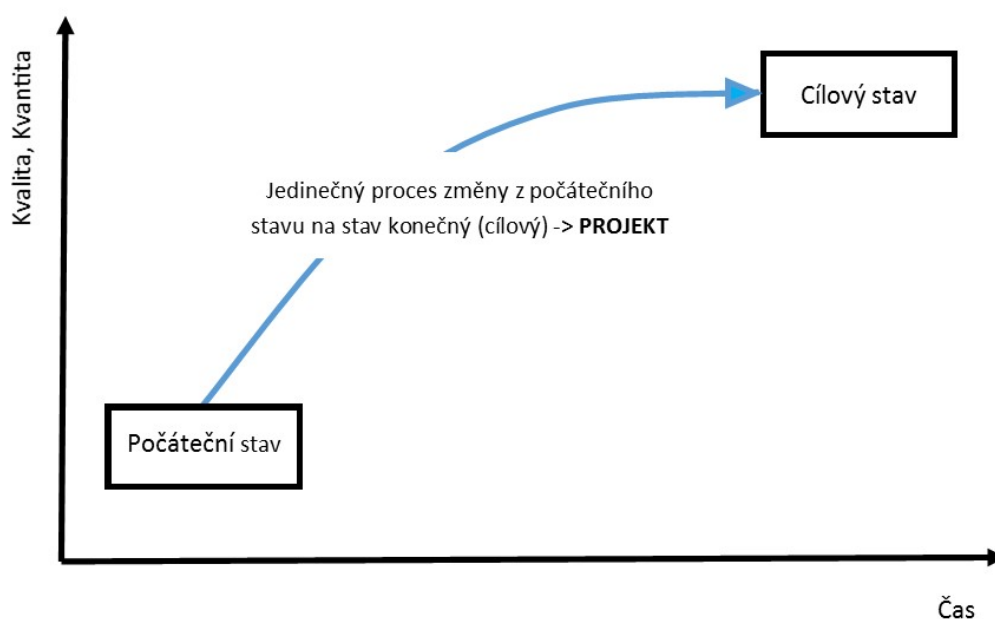 Kvalita, Kvantita
Cílový stav
Jedinečný proces změny z počátečního
stavu na stav konečný (cílový) -> PROJEKT
Počáteční stav
Čas